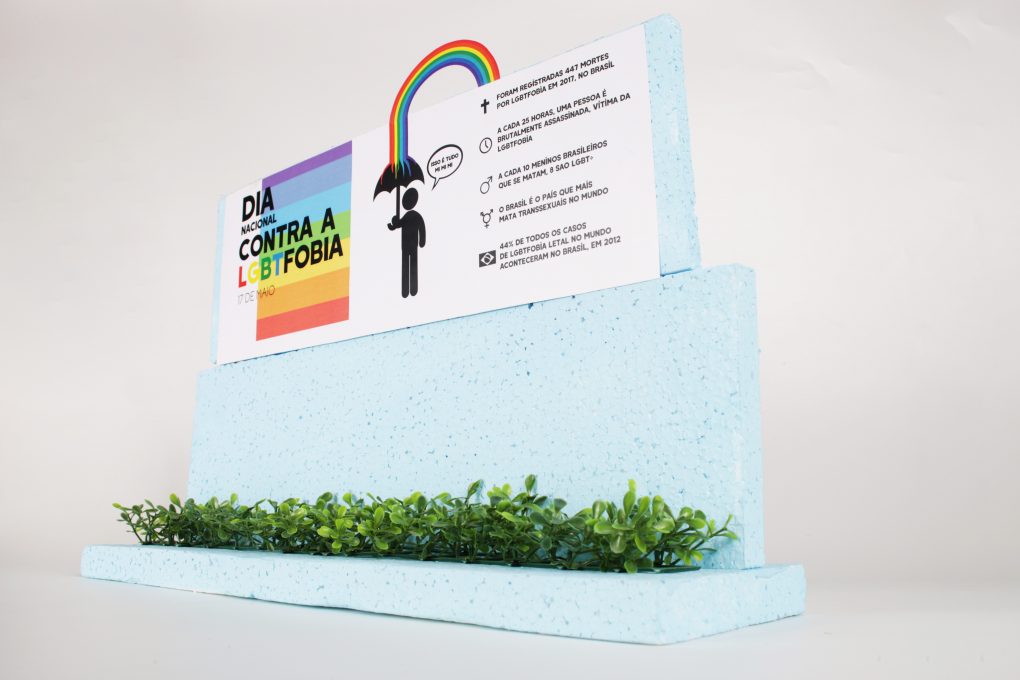 DIA
NACIONAL
CONTRA A
LGBTFOBIA
17 DE MAIO
ISSO É TUDO
MI MI MI
FORAM REGISTRADAS 447 MORTES
POR LGBTFOBIA EM 2017, NO BRASIL
A CADA 25 HORAS, UMA PESSOA É
BRUTALMENTE ASSASSINADA, VÍTIMA DA
LGBTFOBIA
A CADA 10 MENINOS BRASILEIROS
QUE SE MATAM, 8 SAO LGBT+
O BRASIL É O PAÍS QUE MAIS
MATA TRANSSEXUAIS NO MUNDO
44% DE TODOS OS CASOS
DE LGBTFOBIA LETAL NO MUNDO
ACONTECERAM NO BRASIL, EM 2012